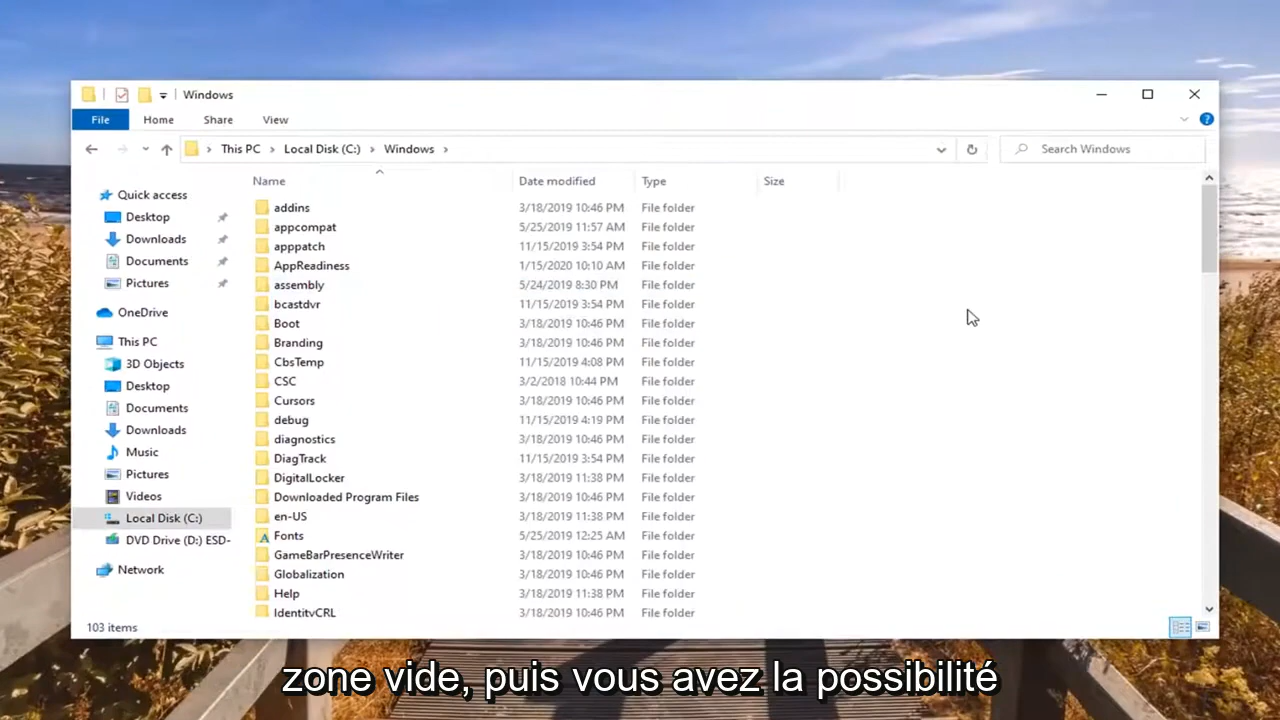 Windows
File Home Share View
This PC Local Disk (C:) Windows
Search Windows
Name Date modified Type Size
Quick access
Desktop
Downloads
Documents
Pictures
OneDrive
This PC
3D Objects
Desktop
Documents
Downloads
Music
Pictures
Videos
Local Disk (C:)
DVD Drive (D:) ESD-
Network
addins 3/18/2019 10:46 PM File folder
appcompat 5/25/2019 11:57 AM File folder
apppatch 11/15/2019 3:54 PM File folder
AppReadiness 1/15/2020 10:10 AM File folder
assembly 5/24/2019 8:30 PM File folder
bcastdvr 11/15/2019 3:54 PM File folder
Boot 3/18/2019 10:46 PM File folder
Branding 3/18/2019 10:46 PM File folder
CbsTemp 11/15/2019 4:08 PM File folder
CSC 3/2/2018 10:44 PM File folder
Cursors 3/18/2019 10:46 PM File folder
debug 11/15/2019 4:19 PM File folder
diagnostics 3/18/2019 10:46 PM File folder
DiagTrack 11/15/2019 3:54 PM File folder
DigitalLocker 3/18/2019 11:38 PM File folder
Downloaded Program Files 3/18/2019 10:46 PM File folder
en-US 3/18/2019 11:38 PM File folder
Fonts 5/25/2019 12:25 AM File folder
GameBarPresenceWriter 3/18/2019 10:46 PM File folder
Globalization 3/18/2019 10:46 PM File folder
Help 3/18/2019 11:38 PM File folder
IdentityCRL 3/18/2019 10:46 PM File folder
103 items
zone vide, puis vous avez la possibilité